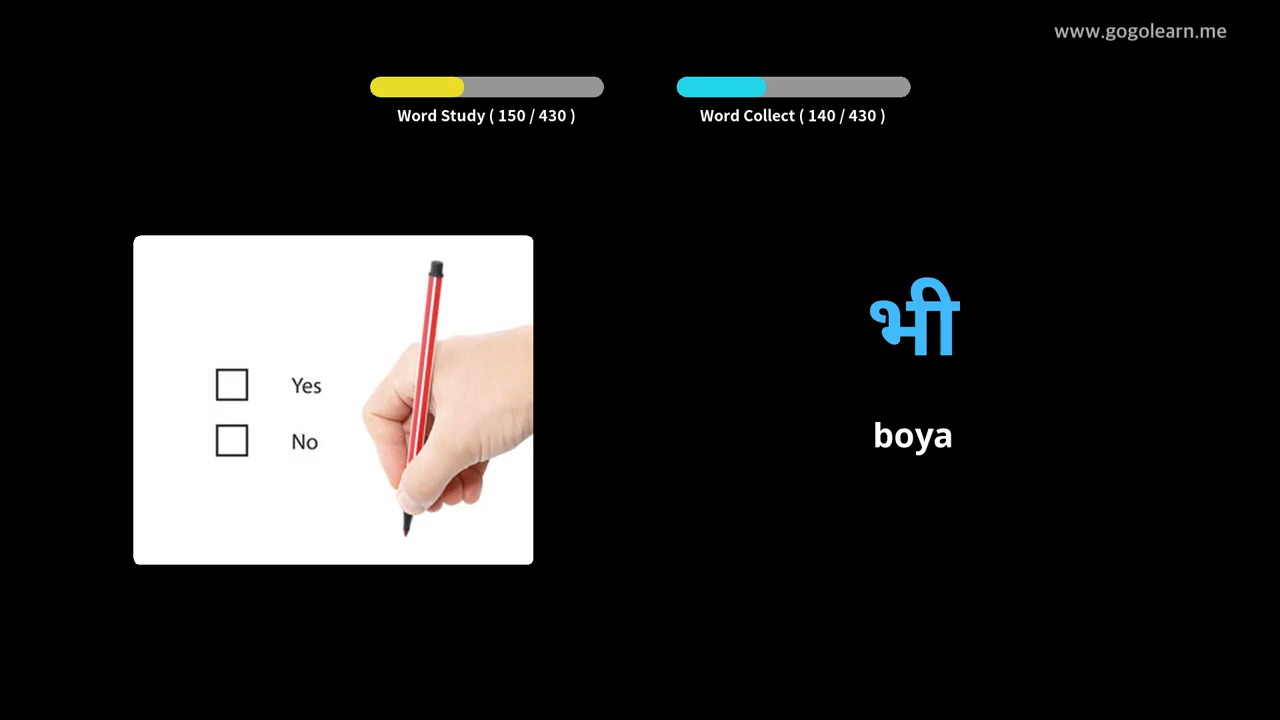 www.gogolearn.me
Word Study ( 150 / 430 )
Word Collect ( 140 / 430 )
Yes
No
भी
boya